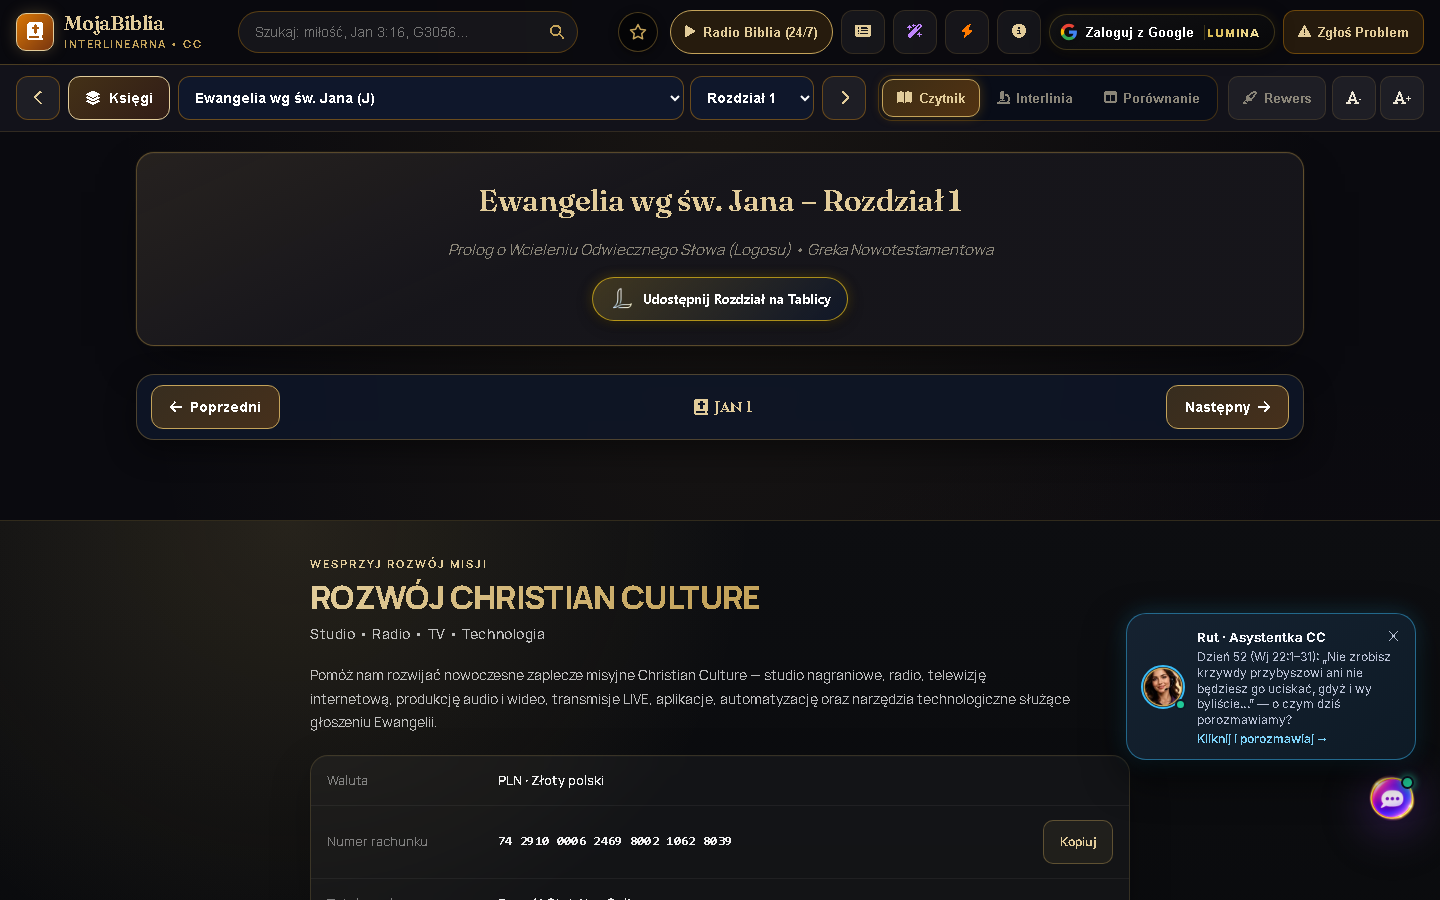 MojaBiblia
INTERLINEARNA • CC
Szukaj: miłość, Jan 3:16, G3056...
Radio Biblia (24/7)
Zaloguj z Google LUMINA
Zgłoś Problem
Księgi
Ewangelia wg św. Jana (J)
Rozdział 1
Czytnik
Interlinia
Porównanie
Rewers
A-
A+
Ewangelia wg św. Jana – Rozdział 1
Prolog o Wcieleniu Odwiecznego Słowa (Logosu) • Greka Nowotestamentowa
Udostępnij Rozdział na Tablicy
← Poprzedni
JAN 1
Następny →
WESPRZYJ ROZWÓJ MISJI
ROZWÓJ CHRISTIAN CULTURE
Studio • Radio • TV • Technologia
Pomóż nam rozwijać nowoczesne zaplecze misyjne Christian Culture — studio nagraniowe, radio, telewizję
internetową, produkcję audio i wideo, transmisje LIVE, aplikacje, automatyzację oraz narzędzia technologiczne służące
głoszeniu Ewangelii.
Waluta
PLN · Złoty polski
Numer rachunku
74 2910 0006 2469 8002 1062 8039
Kopiuj
Rut · Asystentka CC
Dzień 52 (Wj 22:1–31): „Nie zrobisz
krzywdy przybyszowi ani nie
będziesz go uciskać, gdyż i wy
byliście...” — o czym dziś
porozmawiamy?
Kliknij i porozmawiaj →